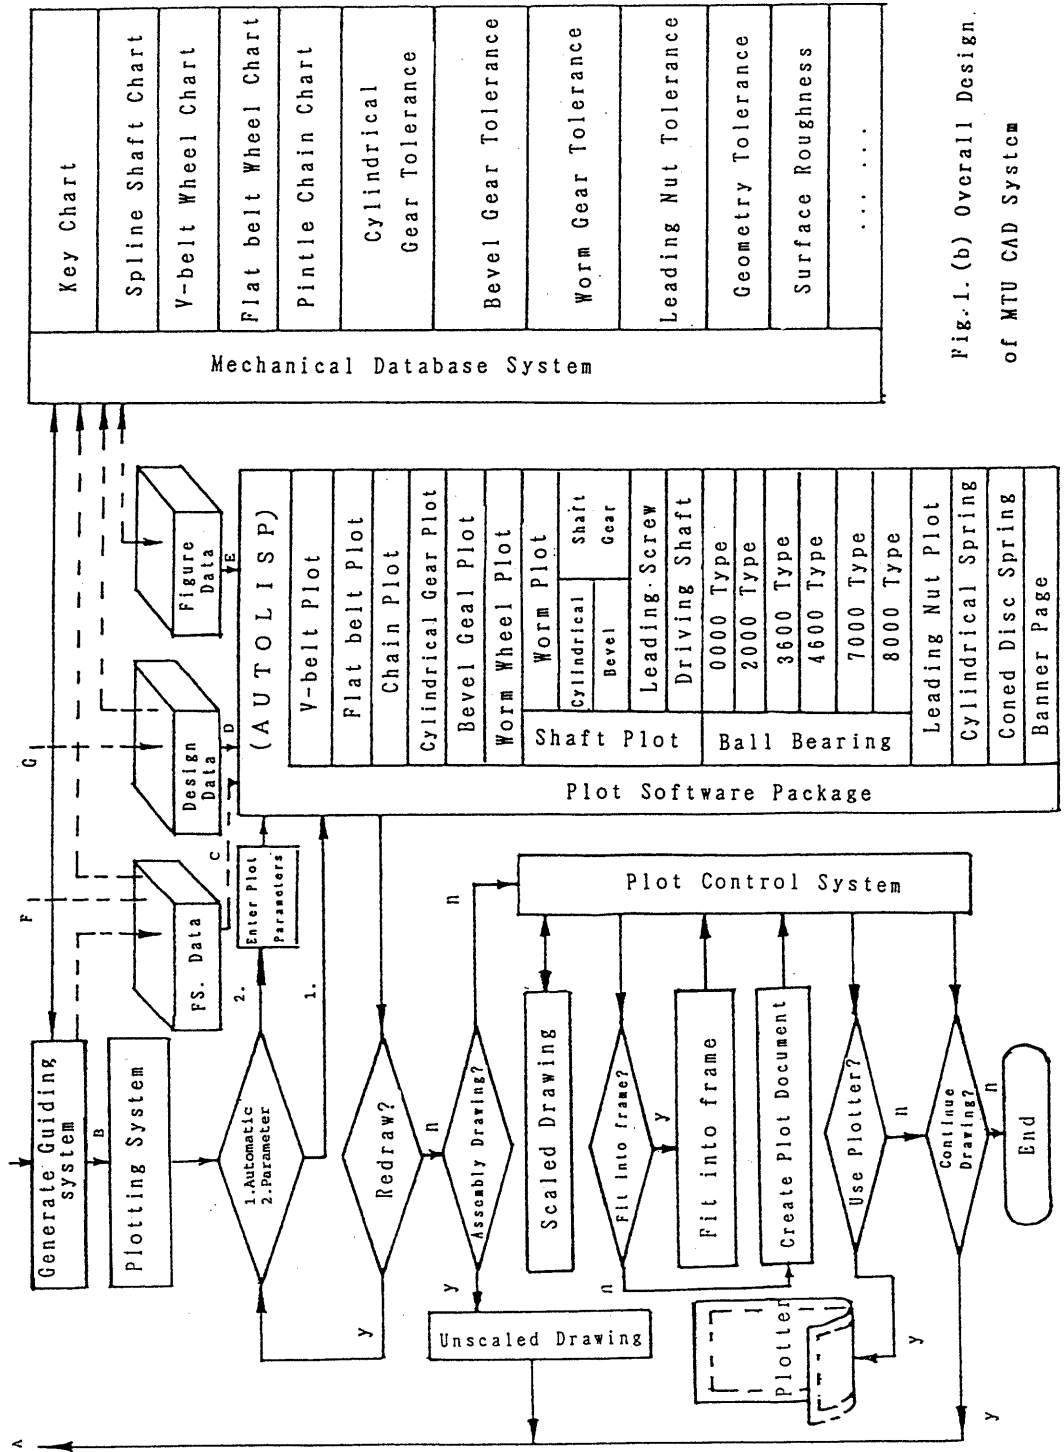 Generate Guiding
system
B
Plotting System
1.Automatic
2.Parameter
2.
1.
Enter Plot
Parameters
Redraw?
y
n
Assembly Drawing?
y
n
Unscaled Drawing
Scaled Drawing
Fit Into frame?
n
y
Fit into frame
Create Plot Document
Plotter
Use Plotter?
y
n
Continue
Drawing?
y
n
End
A
Plot Control System
F
G
FS. Data
C
Design
Data
D
Figure
Data
E
(AUTOLISP)
Plot Software Package
V-belt Plot
Flat belt Plot
Chain Plot
Cylindrical Gear Plot
Bevel Geal Plot
Worm Wheel Plot
Shaft Plot
Worm Plot
Cylindrical
Bevel
Shaft
Gear
Leading Screw
Driving Shaft
Ball Bearing
0000 Type
2000 Type
3600 Type
4600 Type
7000 Type
8000 Type
Leading Nut Plot
Cylindrical Spring
Coned Disc Spring
Banner Page
Mechanical Database System
Key Chart
Spline Shaft Chart
V-belt Wheel Chart
Flat belt Wheel Chart
Pintle Chain Chart
Cylindrical
Gear Tolerance
Bevel Gear Tolerance
Worm Gear Tolerance
Leading Nut Tolerance
Geometry Tolerance
Surface Roughness
... ...
Fig.1.(b) Overall Design
of MTU CAD System